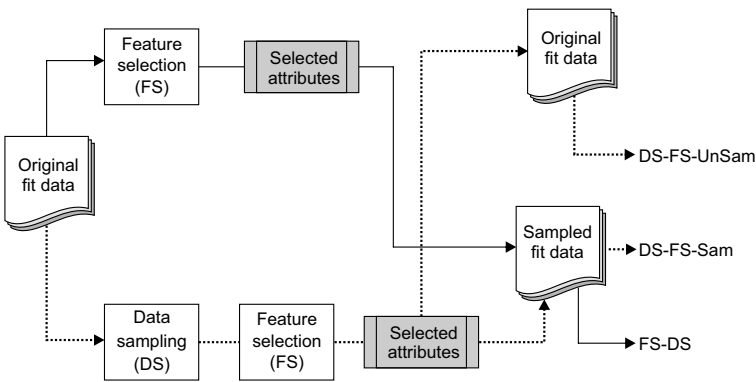 Feature
selection
(FS)
Selected
attributes
Original
fit data
Original
fit data
DS-FS-UnSam
Sampled
fit data
DS-FS-Sam
Data
sampling
(DS)
Feature
selection
(FS)
Selected
attributes
FS-DS